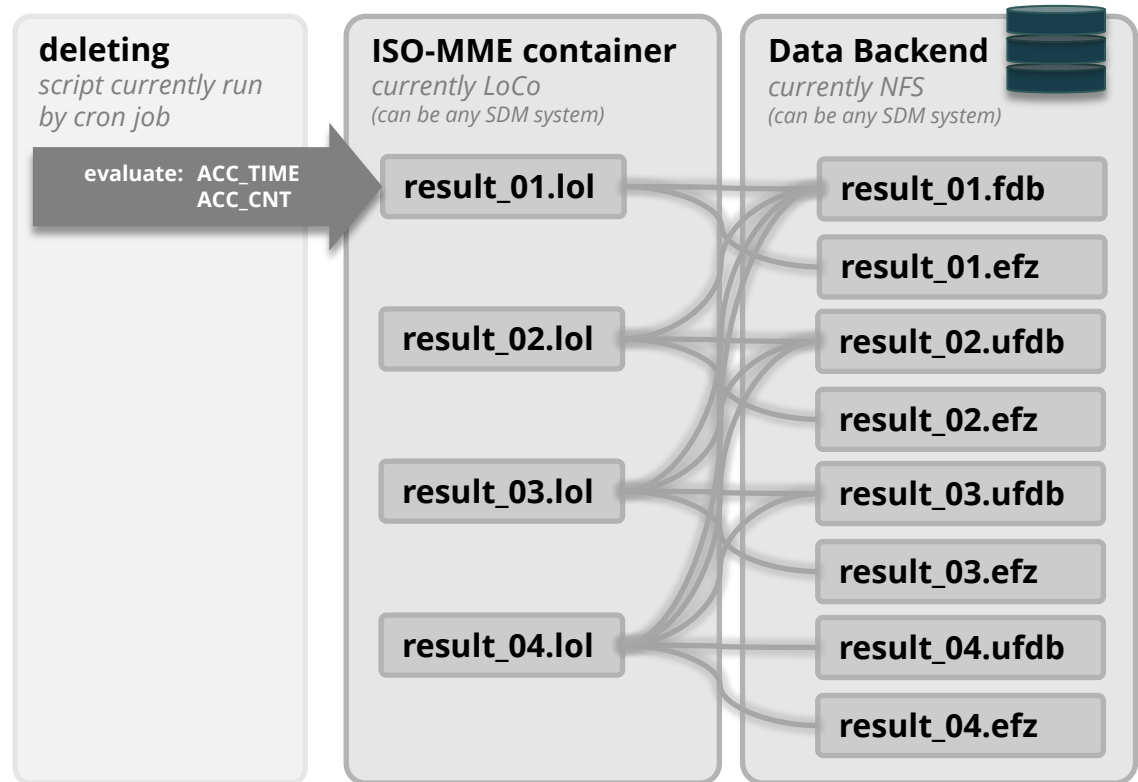 deleting
script currently run
by cron job
evaluate: ACC_TIME
ACC_CNT
ISO-MME container
currently LoCo
(can be any SDM system)
result_01.lol
result_02.lol
result_03.lol
result_04.lol
Data Backend
currently NFS
(can be any SDM system)
result_01.fdb
result_01.efz
result_02.ufdb
result_02.efz
result_03.ufdb
result_03.efz
result_04.ufdb
result_04.efz